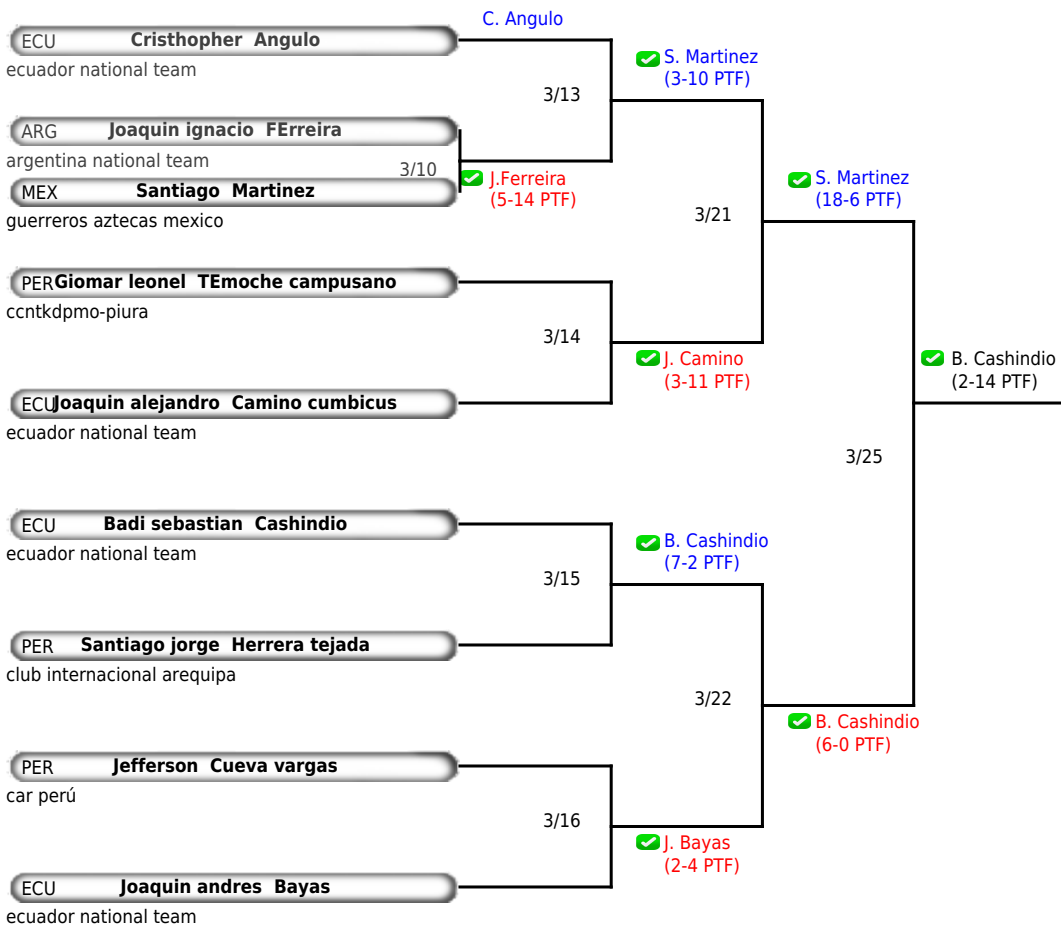 C. Angulo
ECU Cristhopher Angulo
ecuador national team
S. Martinez
(3-10 PTF)
3/13
ARG Joaquin ignacio FErreira
argentina national team
3/10
J.Ferreira
(5-14 PTF)
MEX Santiago Martinez
guerreros aztecas mexico
S. Martinez
(18-6 PTF)
3/21
PER Giomar leonel TEmoche campusano
ccntkdpmo-piura
3/14
J. Camino
(3-11 PTF)
B. Cashindio
(2-14 PTF)
ECU Joaquin alejandro Camino cumbicus
ecuador national team
3/25
ECU Badi sebastian Cashindio
ecuador national team
B. Cashindio
(7-2 PTF)
3/15
PER Santiago jorge Herrera tejada
club internacional arequipa
3/22
B. Cashindio
(6-0 PTF)
PER Jefferson Cueva vargas
car perú
3/16
J. Bayas
(2-4 PTF)
ECU Joaquin andres Bayas
ecuador national team